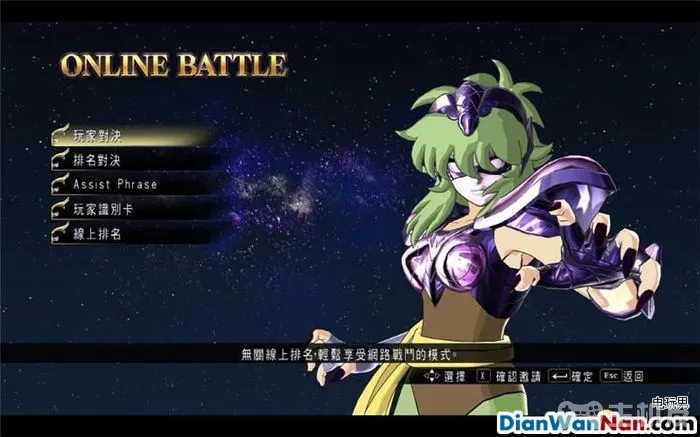 ONLINE BATTLE
玩家對決
排名對決
Assist Phrase
玩家識別卡
線上排名
無關線上排名,輕鬆享受網路戰鬥的模式。
選擇 X 確認邀請 確定 Esc 返回
电玩男
DianWanNan.com